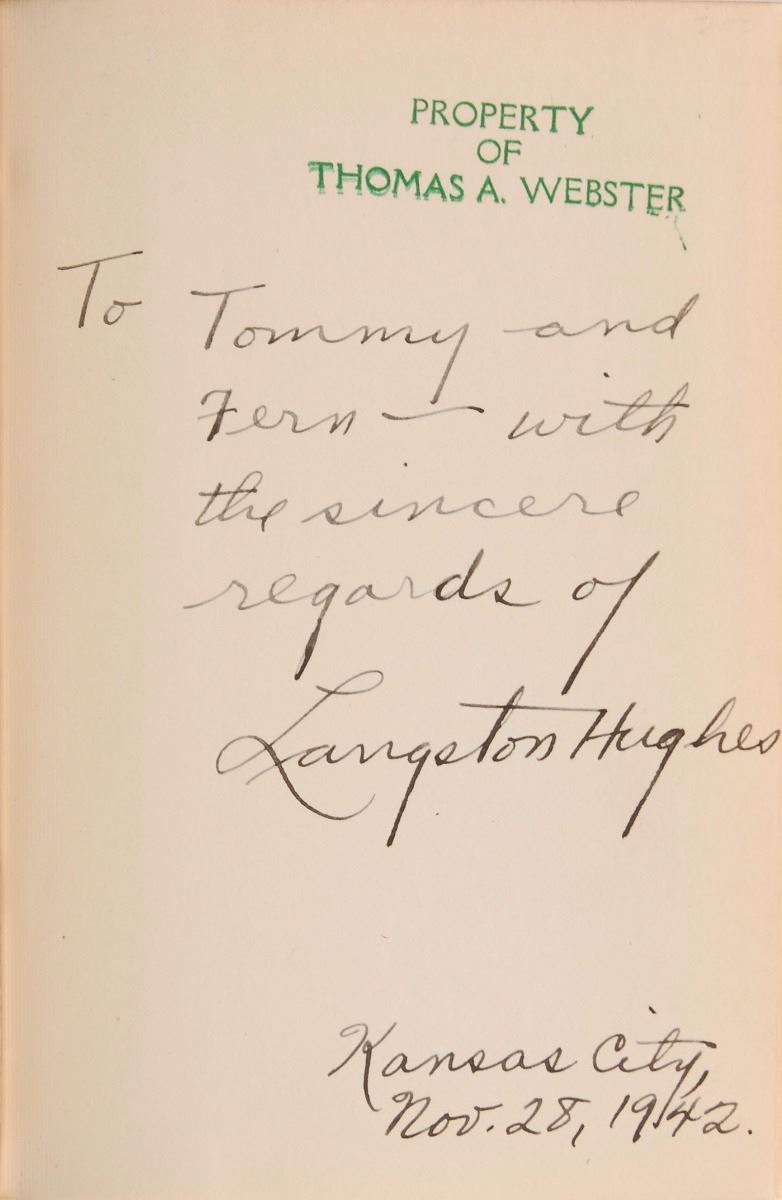 PROPERTY
OF
THOMAS A. WEBSTER
To Tommy and
Fern — with
the sincere
regards of
Langston Hughes
Kansas City,
Nov. 28, 1942.